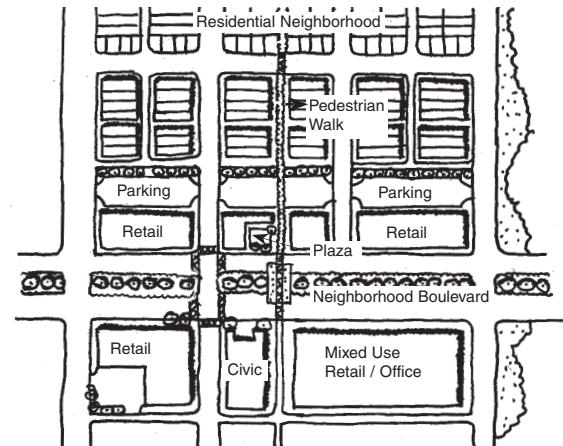 Residential Neighborhood
Pedestrian
Walk
Parking
Parking
Retail
Retail
Plaza
Neighborhood Boulevard
Retail
Civic
Mixed Use
Retail / Office